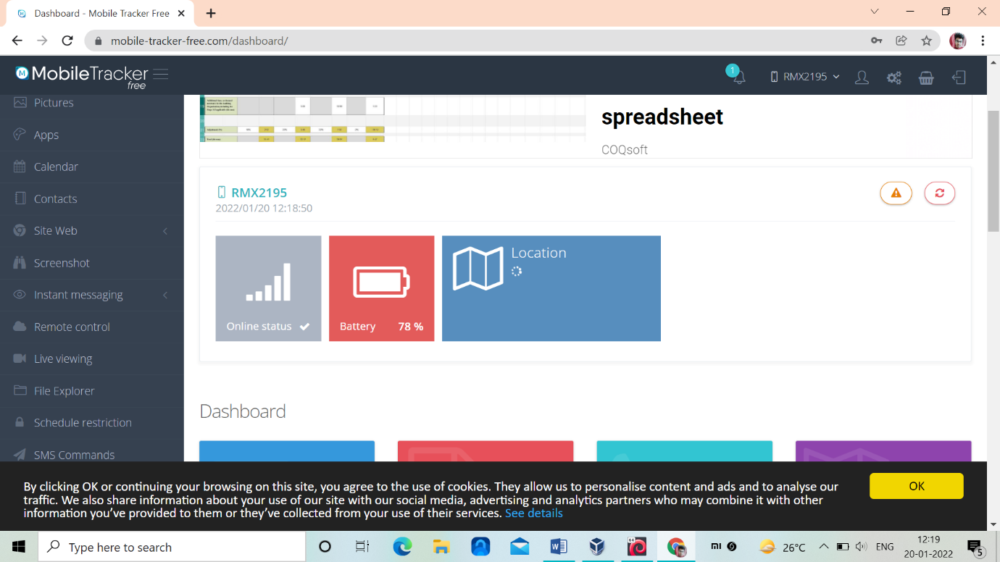 Dashboard - Mobile Tracker Free
mobile-tracker-free.com/dashboard/
MobileTracker
free
1
RMX2195
Pictures
Apps
Calendar
Contacts
Site Web
Screenshot
Instant messaging
Remote control
Live viewing
File Explorer
Schedule restriction
SMS Commands
spreadsheet
COQsoft
RMX2195
2022/01/20 12:18:50
Online status
Battery 78 %
Location
Dashboard
By clicking OK or continuing your browsing on this site, you agree to the use of cookies. They allow us to personalise content and ads and to analyse our
traffic. We also share information about your use of our site with our social media, advertising and analytics partners who may combine it with other
information you’ve provided to them or they’ve collected from your use of their services. See details
OK
Type here to search
26°C
ENG
12:19
20-01-2022
5